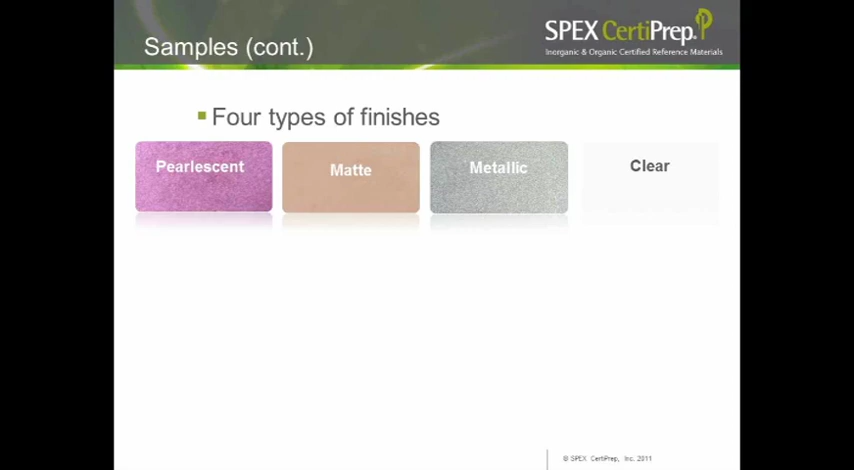 Samples (cont.)
SPEX CertiPrep.
Inorganic & Organic Certified Reference Materials
Four types of finishes
Pearlescent
Matte
Metallic
Clear
© SPEX CertiPrep, Inc. 2011